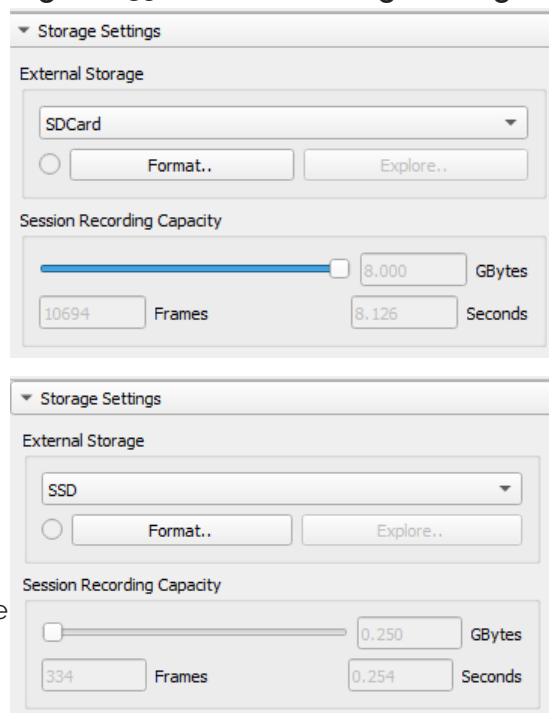 Storage Settings
External Storage
SDCard
Format.. Explore..
Session Recording Capacity
8.000 GBytes
10694 Frames 8.126 Seconds
Storage Settings
External Storage
SSD
Format.. Explore..
Session Recording Capacity
e
0.250 GBytes
334 Frames 0.254 Seconds